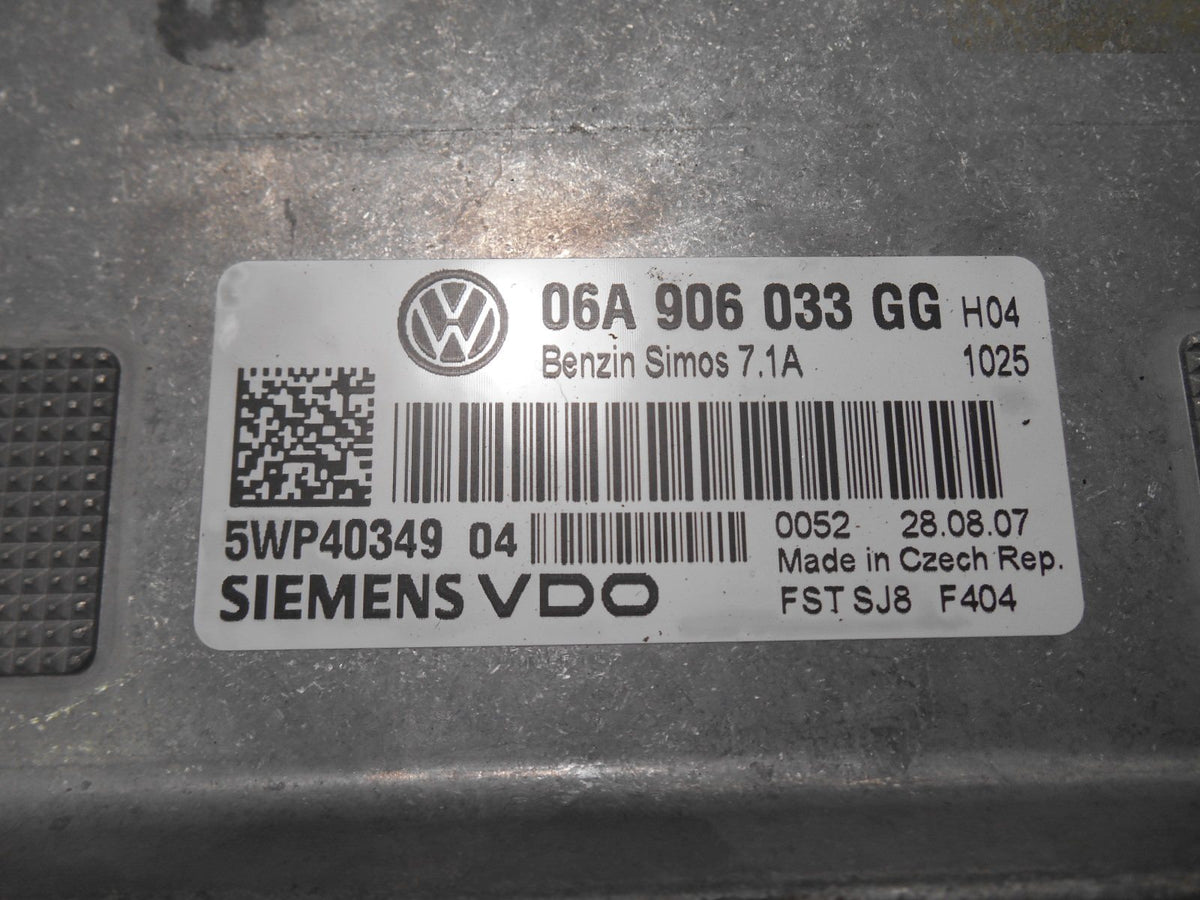 06A 906 033 GG H04
Benzin Simos 7.1A 1025
5WP40349 04
0052 28.08.07
Made in Czech Rep.
SIEMENS VDO
FST SJ8 F404